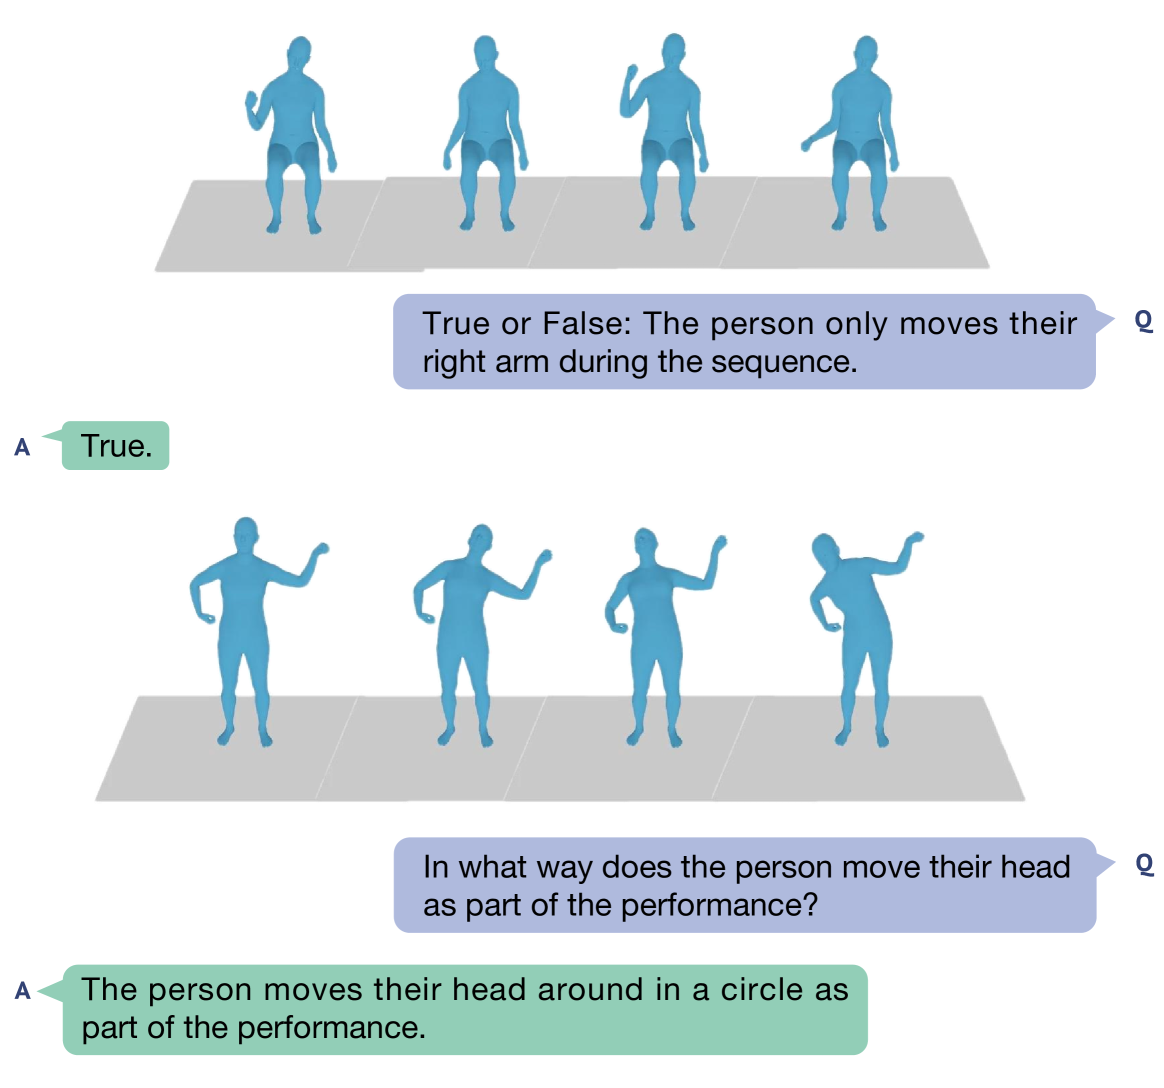 True or False: The person only moves their
right arm during the sequence.
Q
A
True.
In what way does the person move their head
as part of the performance?
Q
A
The person moves their head around in a circle as
part of the performance.